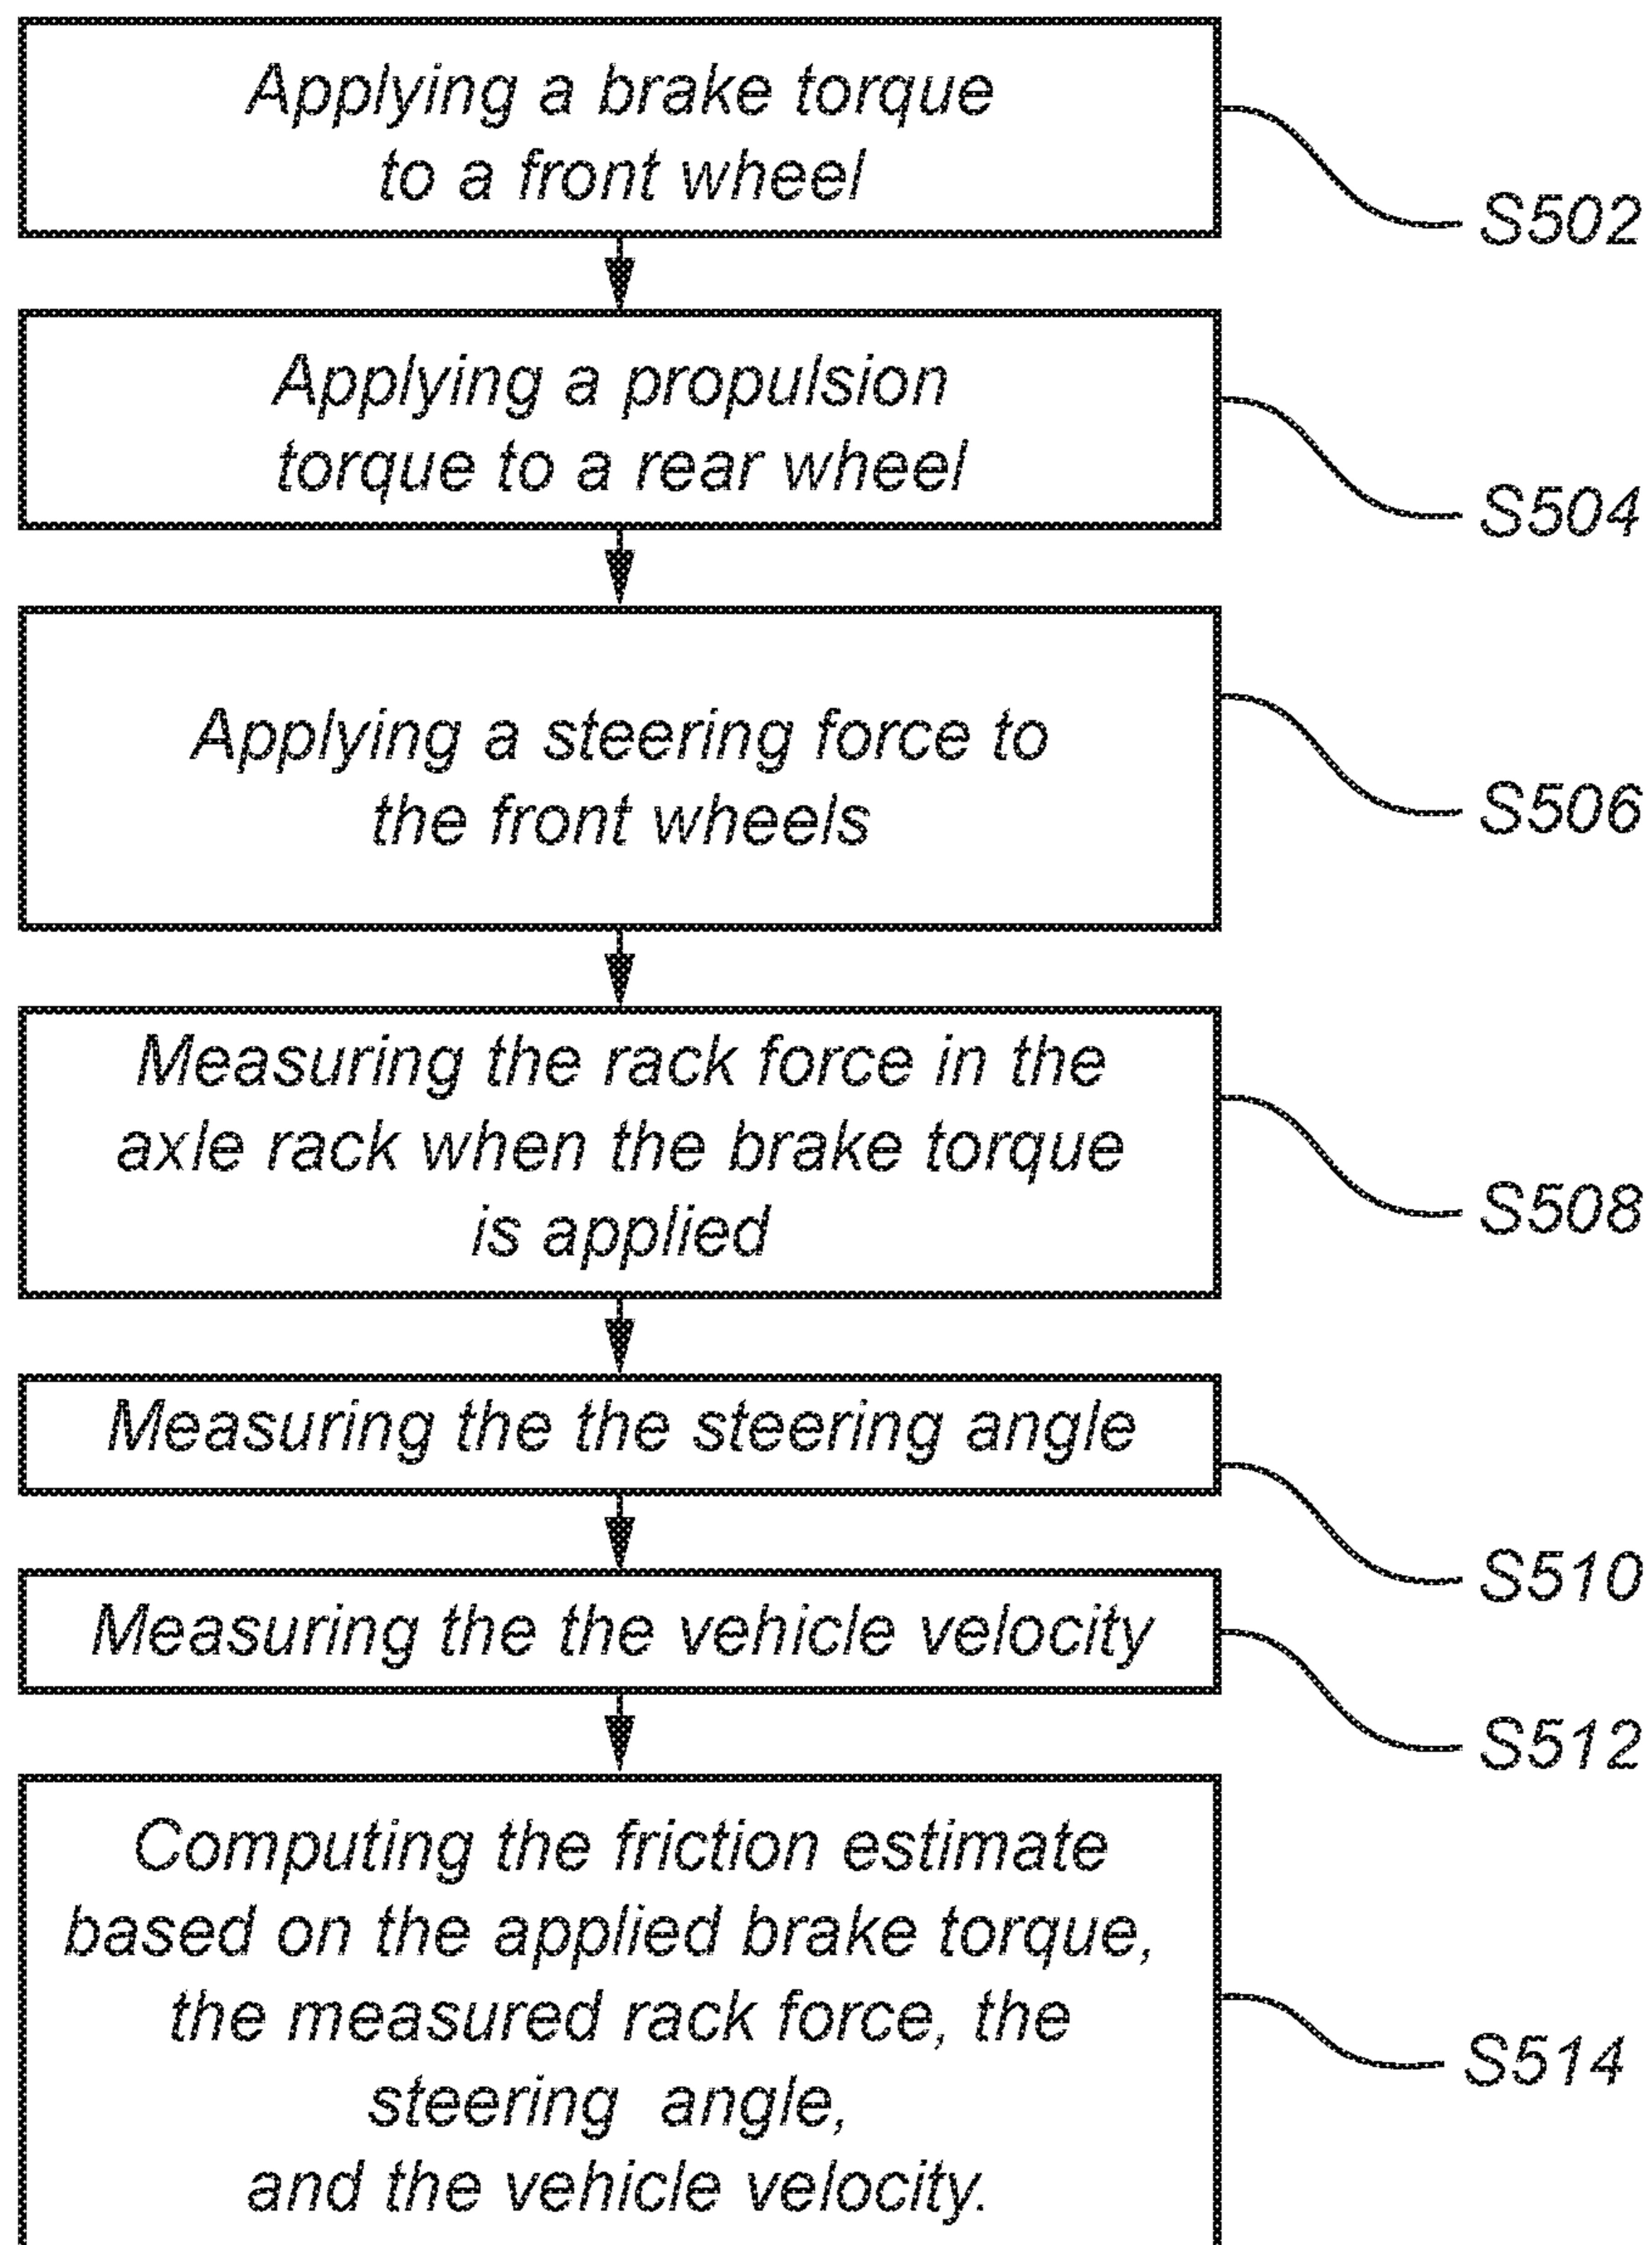 Applying a brake torque
to a front wheel
S502
Applying a propulsion
torque to a rear wheel
S504
Applying a steering force to
the front wheels
S506
Measuring the rack force in the
axle rack when the brake torque
is applied
S508
Measuring the the steering angle
S510
Measuring the the vehicle velocity
S512
Computing the friction estimate
based on the applied brake torque,
the measured rack force, the
steering angle,
and the vehicle velocity.
S514